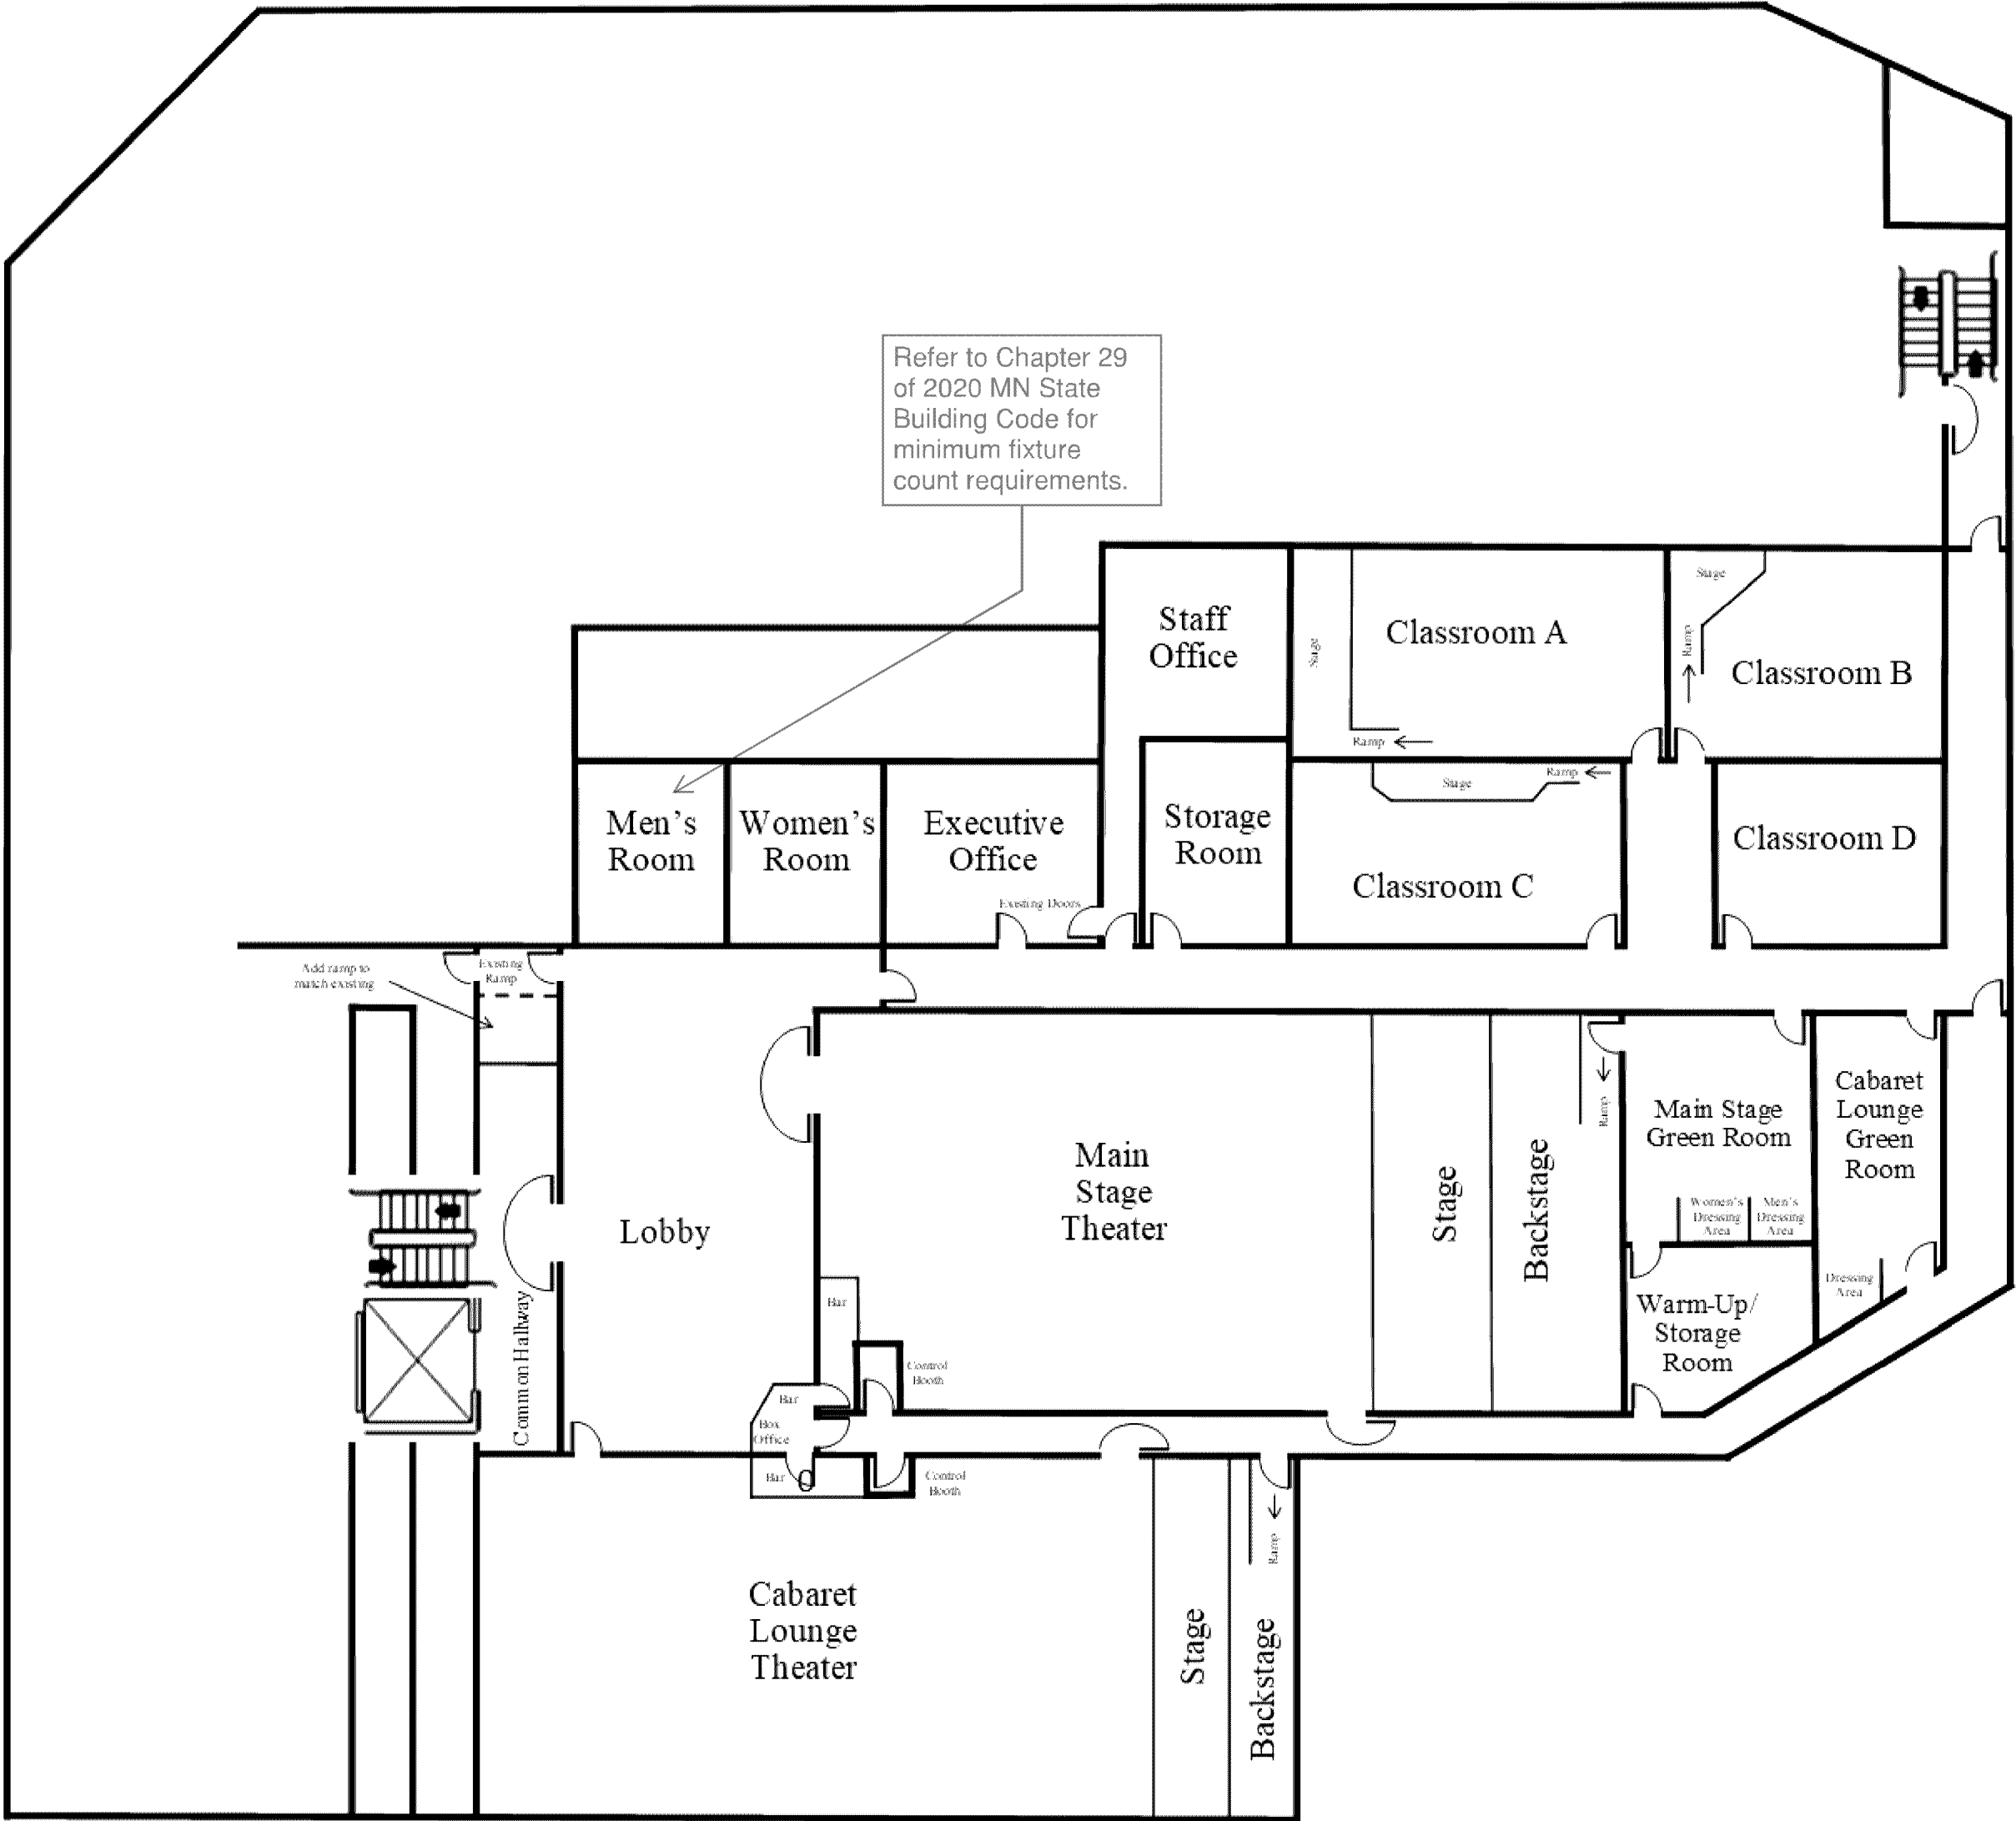 Refer to Chapter 29
of 2020 MN State
Building Code for
minimum fixture
count requirements.
Staff
Office
Stage
Classroom A
Ramp
Stage
Ramp
Classroom B
Men's
Room
Women's
Room
Executive
Office
Existing Doors
Storage
Room
Stage
Ramp
Classroom C
Classroom D
Add ramp to
match existing
Existing
Ramp
Common Hallway
Lobby
Main
Stage
Theater
Stage
Backstage
Ramp
Main Stage
Green Room
Women's
Dressing
Area
Men's
Dressing
Area
Cabaret
Lounge
Green
Room
Dressing
Area
Warm-Up/
Storage
Room
Bar
Control
Booth
Bar
Box
Office
Bar
Control
Booth
Cabaret
Lounge
Theater
Stage
Backstage
Ramp